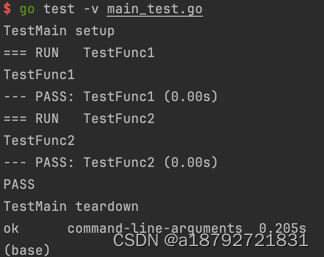 $ go test -v main_test.go
TestMain setup
=== RUN   TestFunc1
TestFunc1
--- PASS: TestFunc1 (0.00s)
=== RUN   TestFunc2
TestFunc2
--- PASS: TestFunc2 (0.00s)
PASS
TestMain teardown
ok      command-line-arguments  0.205s
(base)
CSDN @a18792721831